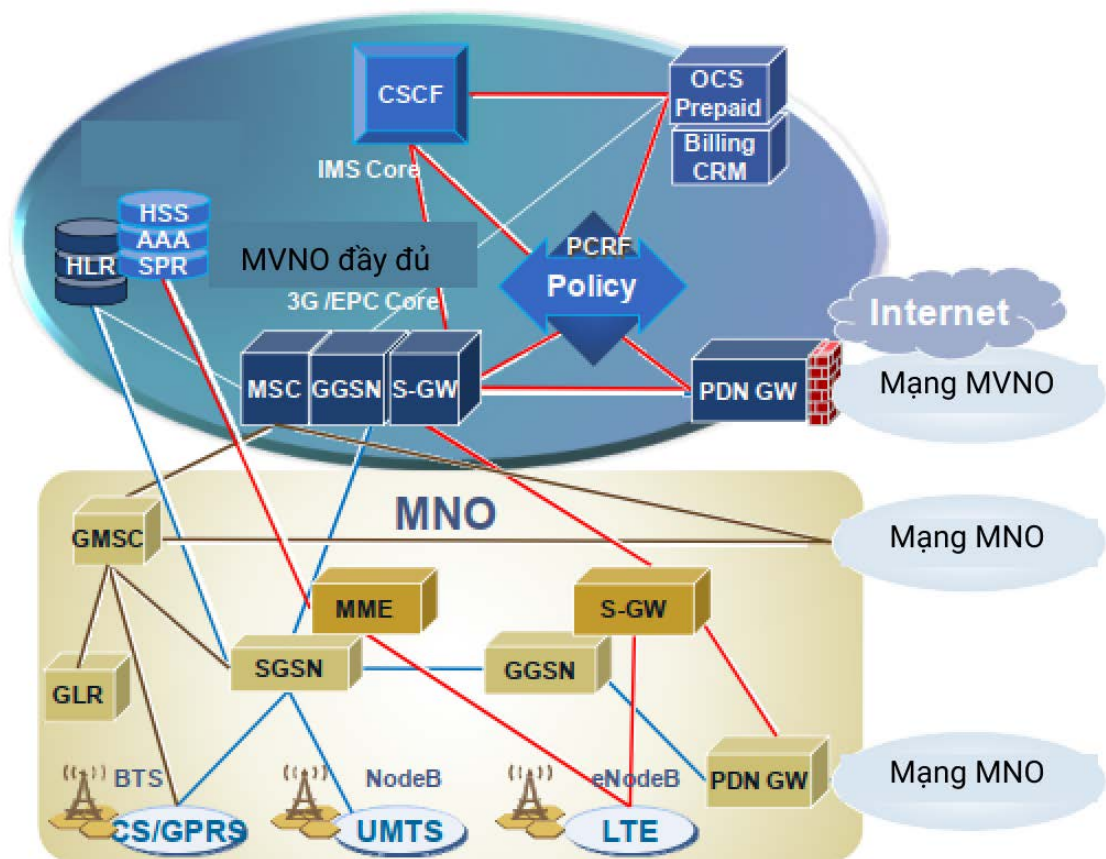 CSCF
OCS
Prepaid
Billing
CRM
IMS Core
HSS
AAA
SPR
HLR
MVNO đầy đủ
3G /EPC Core
PCRF
Policy
Internet
MSC
GGSN
S-GW
PDN GW
Mạng MVNO
MNO
GMSC
Mạng MNO
MME
S-GW
SGSN
GGSN
GLR
PDN GW
Mạng MNO
BTS
NodeB
eNodeB
CS/GPRS
UMTS
LTE